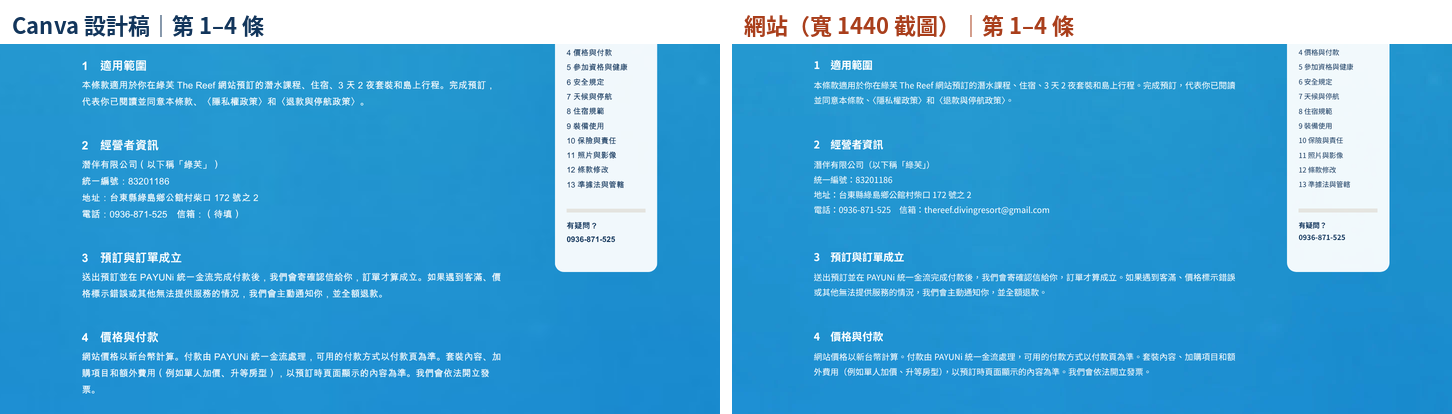 Canva 設計稿｜第 1–4 條
1 適用範圍
本條款適用於你在綠芙 The Reef 網站預訂的潛水課程、住宿、3 天 2 夜套裝和島上行程。完成預訂，
代表你已閱讀並同意本條款、〈隱私權政策〉和〈退款與停航政策〉。
2 經營者資訊
潛伴有限公司（以下稱「綠芙」）
統一編號：83201186
地址：台東縣綠島鄉公館村柴口 172 號之 2
電話：0936-871-525 信箱：（待填）
3 預訂與訂單成立
送出預訂並在 PAYUNi 統一金流完成付款後，我們會寄確認信給你，訂單才算成立。如果遇到客滿、價
格標示錯誤或其他無法提供服務的情況，我們會主動通知你，並全額退款。
4 價格與付款
網站價格以新台幣計算。付款由 PAYUNi 統一金流處理，可用的付款方式以付款頁為準。套裝內容、加
購項目和額外費用（例如單人加價、升等房型），以預訂時頁面顯示的內容為準。我們會依法開立發
票。
4 價格與付款
5 參加資格與健康
6 安全規定
7 天候與停航
8 住宿規範
9 裝備使用
10 保險與責任
11 照片與影像
12 條款修改
13 準據法與管轄
有疑問？
0936-871-525
網站（寬 1440 截圖）｜第 1–4 條
1 適用範圍
本條款適用於你在綠芙 The Reef 網站預訂的潛水課程、住宿、3 天 2 夜套裝和島上行程。完成預訂，代表你已閱讀
並同意本條款、〈隱私權政策〉和〈退款與停航政策〉。
2 經營者資訊
潛伴有限公司（以下稱「綠芙」）
統一編號：83201186
地址：台東縣綠島鄉公館村柴口 172 號之 2
電話：0936-871-525 信箱：thereef.divingresort@gmail.com
3 預訂與訂單成立
送出預訂並在 PAYUNi 統一金流完成付款後，我們會寄確認信給你，訂單才算成立。如果遇到客滿、價格標示錯誤
或其他無法提供服務的情況，我們會主動通知你，並全額退款。
4 價格與付款
網站價格以新台幣計算。付款由 PAYUNi 統一金流處理，可用的付款方式以付款頁為準。套裝內容、加購項目和額
外費用（例如單人加價、升等房型），以預訂時頁面顯示的內容為準。我們會依法開立發票。
4 價格與付款
5 參加資格與健康
6 安全規定
7 天候與停航
8 住宿規範
9 裝備使用
10 保險與責任
11 照片與影像
12 條款修改
13 準據法與管轄
有疑問？
0936-871-525